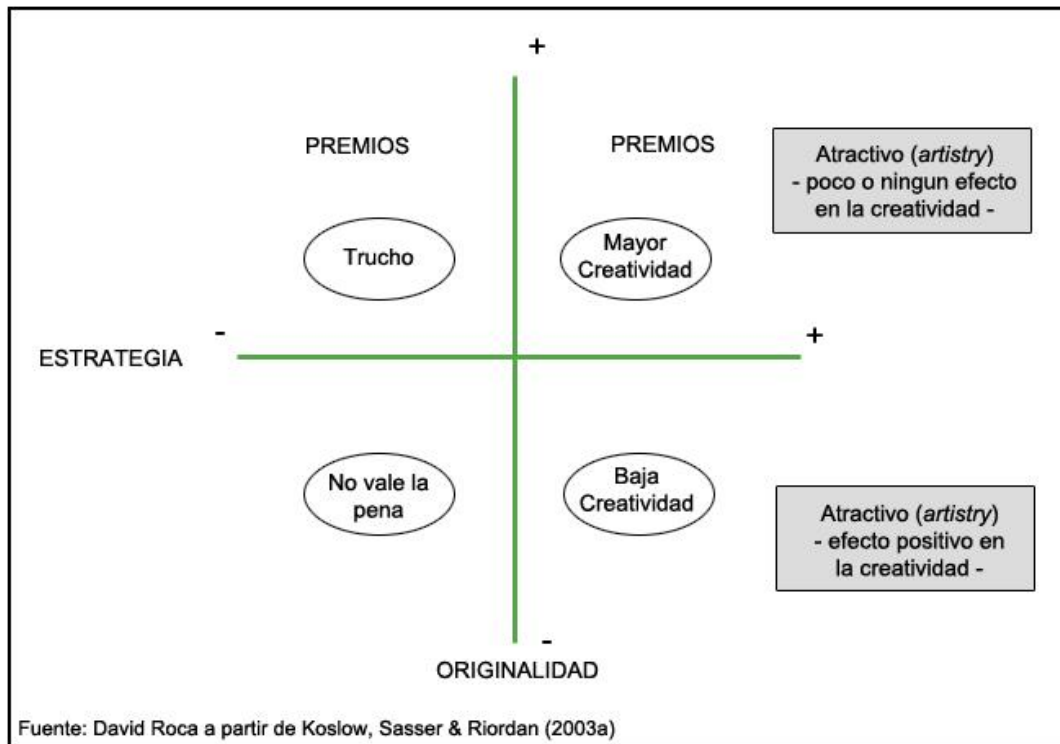 +
PREMIOS
PREMIOS
Atractivo (artistry)
- poco o ningun efecto
en la creatividad -
Trucho
Mayor
Creatividad
-
+
ESTRATEGIA
No vale la
pena
Baja
Creatividad
Atractivo (artistry)
- efecto positivo en
la creatividad -
-
ORIGINALIDAD
Fuente: David Roca a partir de Koslow, Sasser & Riordan (2003a)